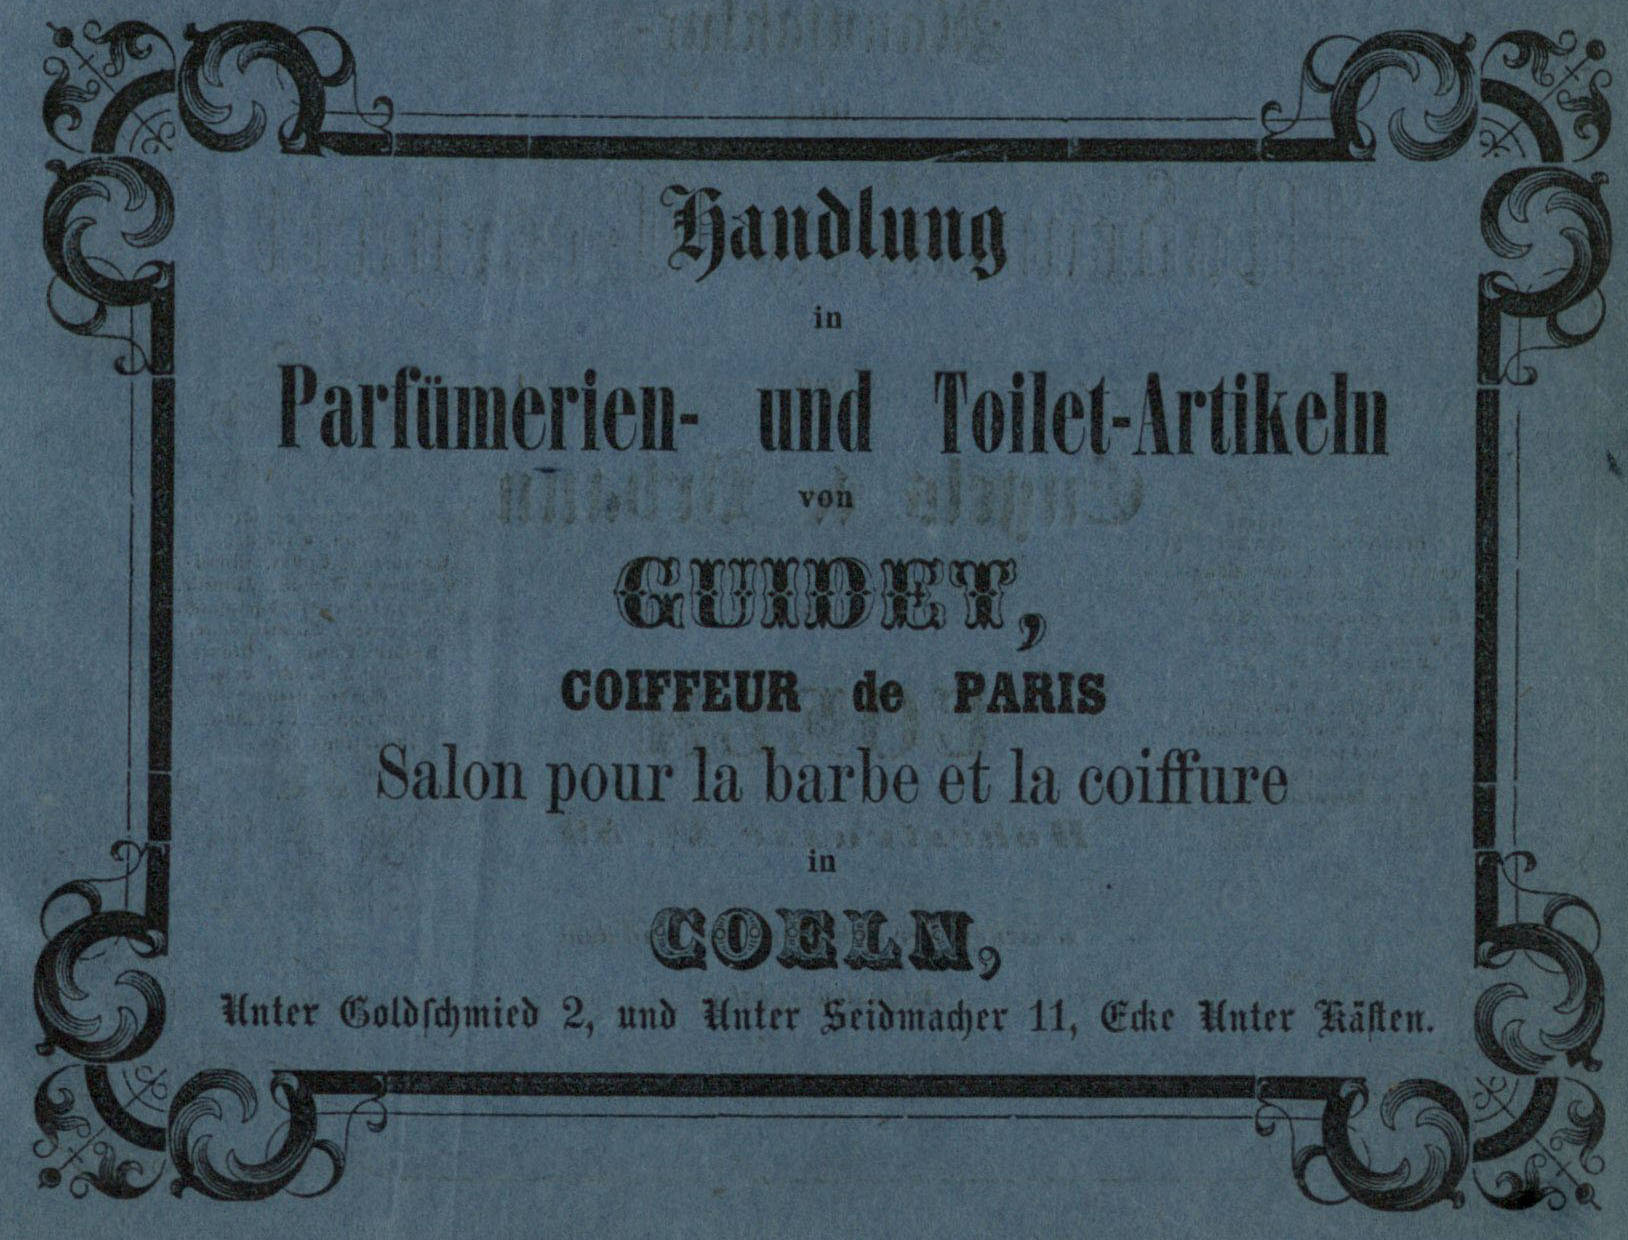 Handlung
in
Parfümerien- und Toilet-Artikeln
von
GUIDET,
COIFFEUR de PARIS
Salon pour la barbe et la coiffure
in
COELN,
Unter Goldschmied 2, und Unter Seidmacher 11, Ecke Unter Kästen.